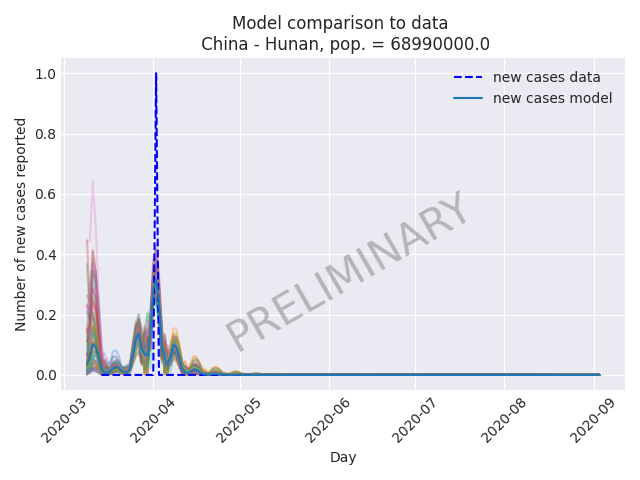 Model comparison to data
China - Hunan, pop. = 68990000.0
new cases data
new cases model
Number of new cases reported
1.0
0.8
0.6
0.4
0.2
0.0
PRELIMINARY
2020-03
2020-04
2020-05
2020-06
2020-07
2020-08
2020-09
Day